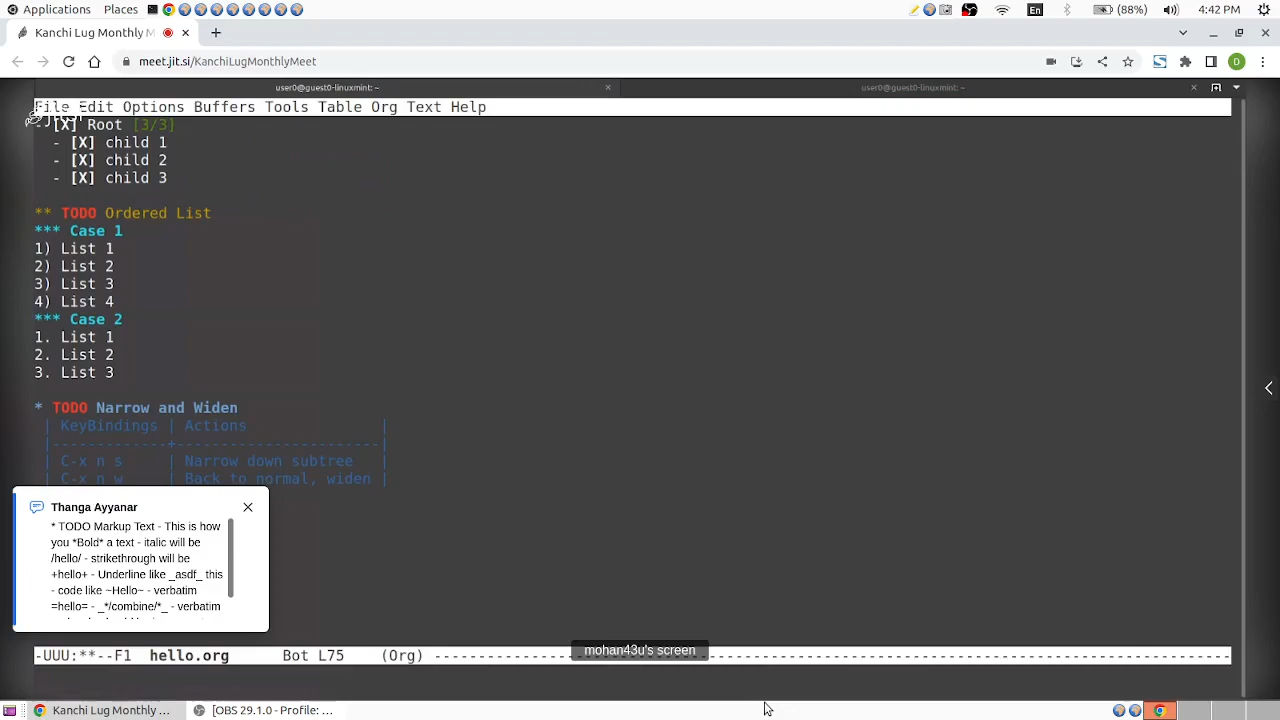 Applications Places En (88%) 4:42 PM
Kanchi Lug Monthly M
meet.jit.si/KanchiLugMonthlyMeet D
user0@guest0-linuxmint: ~ user0@guest0-linuxmint: ~
File Edit Options Buffers Tools Table Org Text Help
- [X] Root [3/3]
- [X] child 1
- [X] child 2
- [X] child 3
** TODO Ordered List
*** Case 1
1) List 1
2) List 2
3) List 3
4) List 4
*** Case 2
1. List 1
2. List 2
3. List 3
* TODO Narrow and Widen
| KeyBindings | Actions |
|-------------+-----------------------|
| C-x n s | Narrow down subtree |
| C-x n w | Back to normal, widen |
Thanga Ayyanar
* TODO Markup Text - This is how
you *Bold* a text - italic will be
/hello/ - strikethrough will be
+hello+ - Underline like _asdf_ this
- code like ~Hello~ - verbatim
=hello= - _*/combine/*_ - verbatim
mohan43u's screen
-UUU:**--F1 hello.org Bot L75 (Org)
Kanchi Lug Monthly ... [OBS 29.1.0 - Profile: ...